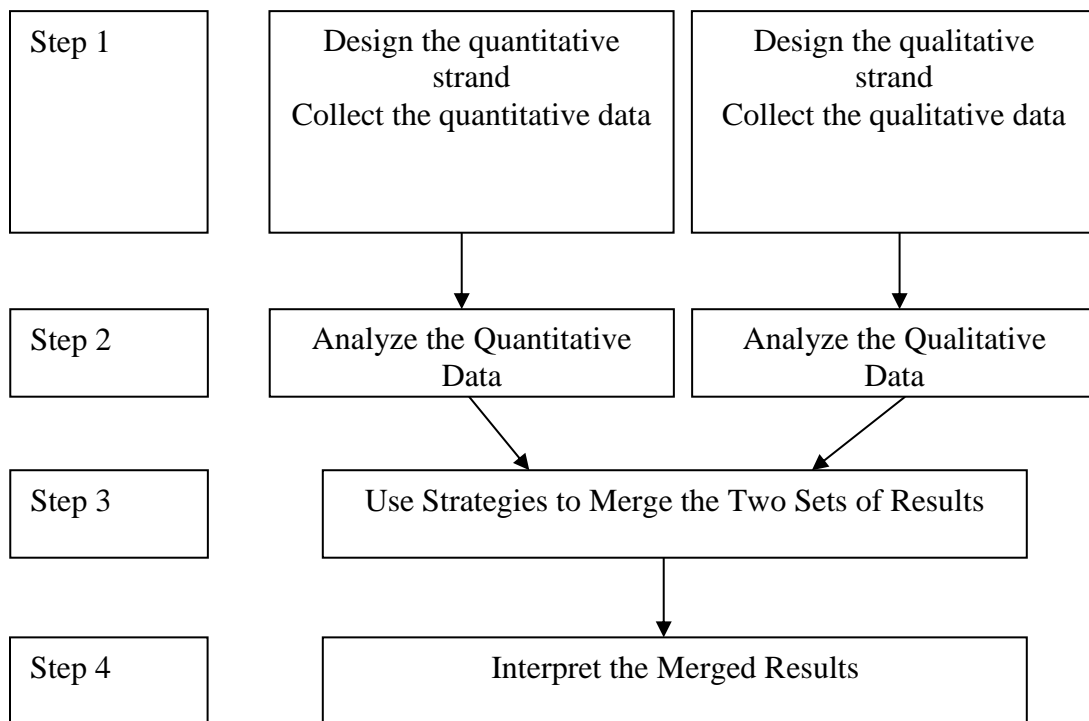 Step 1
Design the quantitative
strand
Collect the quantitative data
Design the qualitative
strand
Collect the qualitative data
Step 2
Analyze the Quantitative
Data
Analyze the Qualitative
Data
Step 3
Use Strategies to Merge the Two Sets of Results
Step 4
Interpret the Merged Results